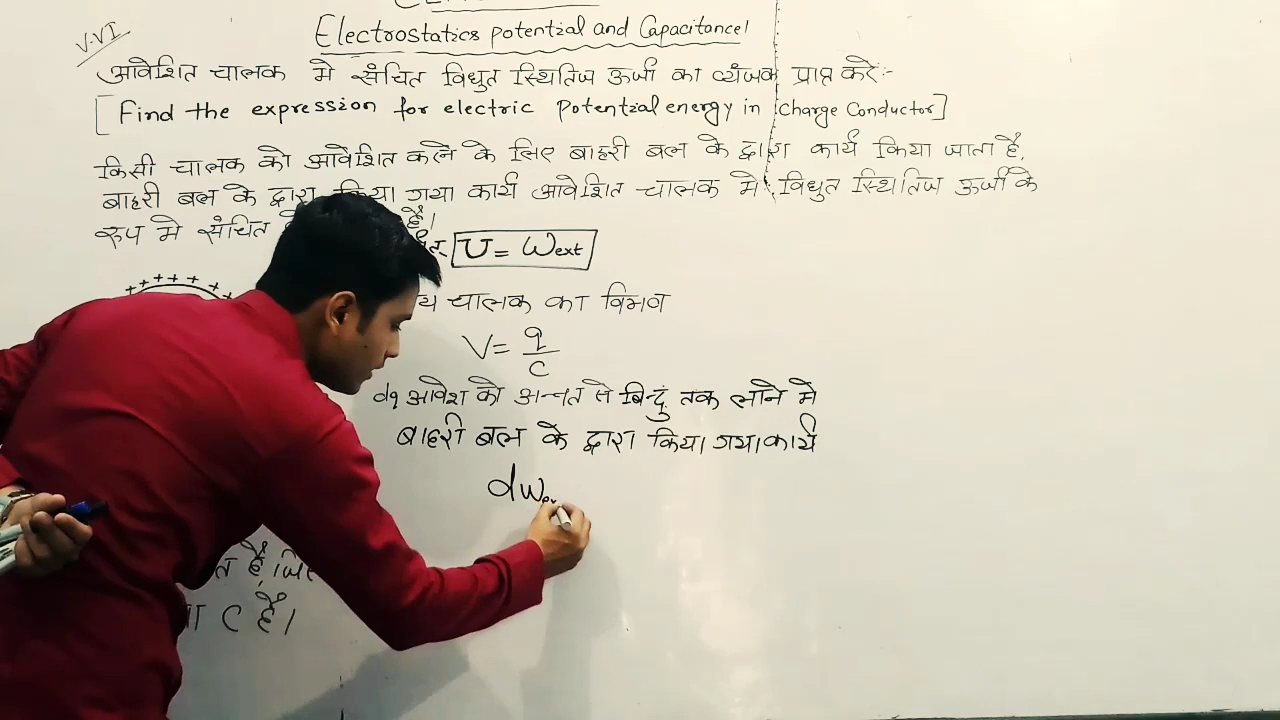 V.V.I
Electrostatics potential and Capacitance
आवेशित चालक मे संचित विधुत स्थितिज ऊर्जा का व्यंजक प्राप्त करे:-
[Find the expression for electric Potential energy in Charge Conductor]
किसी चालक को आवेशित करने के लिए बाहरी बल के द्वारा कार्य किया जाता है,
बाहरी बल के द्वारा किया गया कार्य आवेशित चालक मे विधुत स्थितिज ऊर्जा के
रूप मे संचित है।
U = Wext
+ + + + + +
चालक का विभव
V = q/c
dq आवेश को अनन्त से बिन्दु तक लाने मे
बाहरी बल के द्वारा किया गया कार्य
dw
है,
C है।